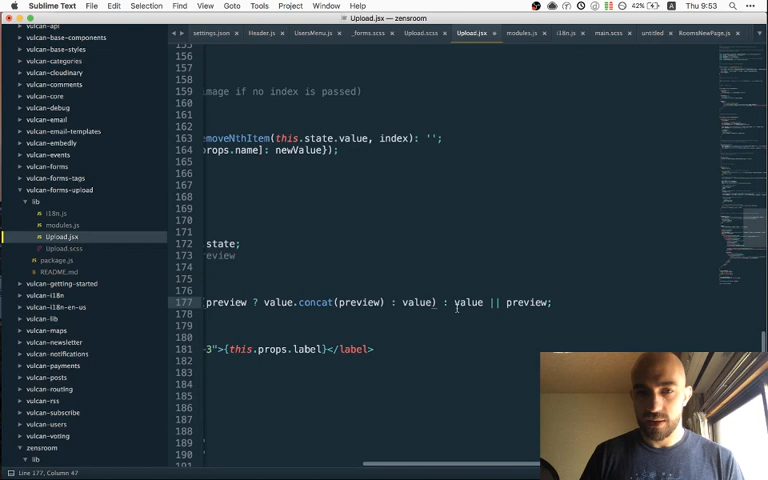 Sublime Text File Edit Selection Find View Goto Tools Project Window Help 42% Thu 9:53
Upload.jsx — zensroom
settings.json Header.js UsersMenu.js _forms.scss Upload.scss Upload.jsx modules.js i18n.js main.scss untitled RoomsNewPage.js
vulcan-api
vulcan-base-components
vulcan-base-styles
vulcan-categories
vulcan-cloudinary
vulcan-comments
vulcan-core
vulcan-debug
vulcan-email
vulcan-email-templates
vulcan-embedly
vulcan-events
vulcan-forms
vulcan-forms-tags
vulcan-forms-upload
lib
i18n.js
modules.js
Upload.jsx
Upload.scss
package.js
README.md
vulcan-getting-started
vulcan-i18n
vulcan-i18n-en-us
vulcan-lib
vulcan-maps
vulcan-newsletter
vulcan-notifications
vulcan-payments
vulcan-posts
vulcan-routing
vulcan-rss
vulcan-subscribe
vulcan-users
vulcan-voting
zensroom
lib
155
156
157
158
159 image if no index is passed)
160
161
162
163 emoveNthItem(this.state.value, index): '';
164 props.name]: newValue});
165
166
167
168
169
170
171
172 state;
173 review
174
175
176
177 (preview ? value.concat(preview) : value) : value || preview;
178
179
180
181 -3">{this.props.label}</label>
182
183
184
185
186
187
188
189
190
191
Line 177, Column 47